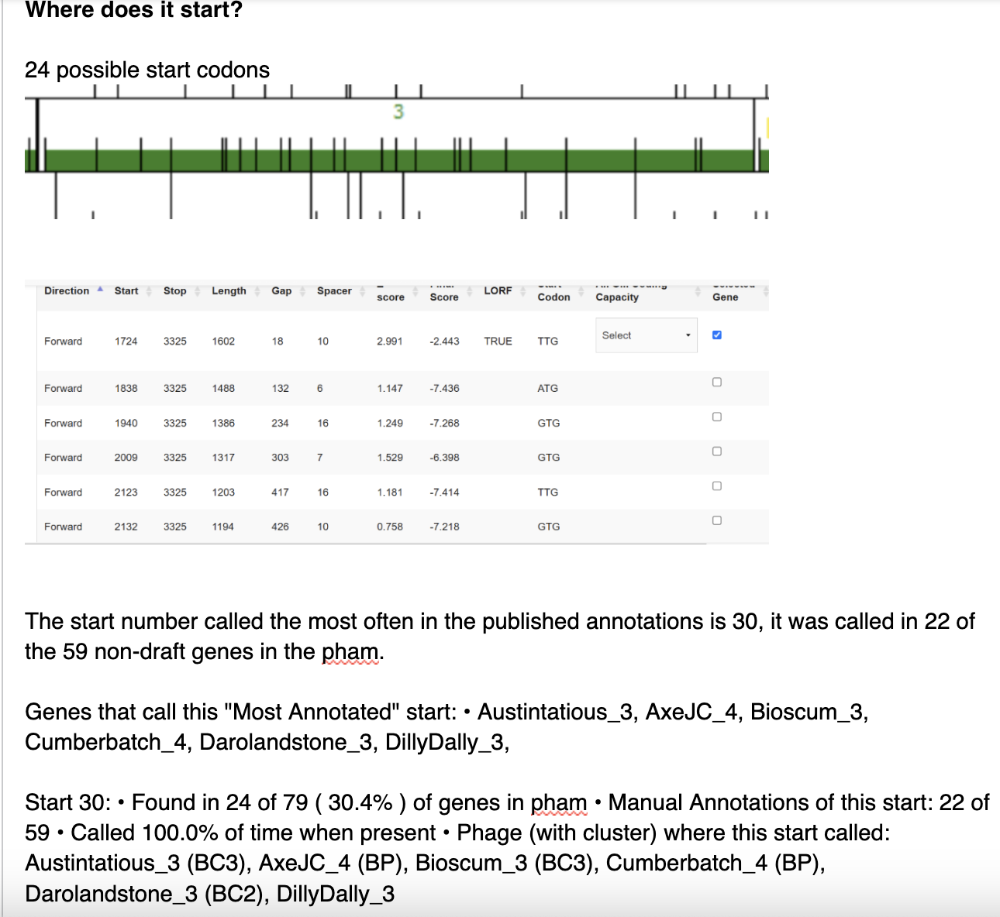 Where does it start?
24 possible start codons
3
Direction Start Stop Length Gap Spacer score Score LORF Codon Capacity Gene
Forward 1724 3325 1602 18 10 2.991 -2.443 TRUE TTG Select
Forward 1838 3325 1488 132 6 1.147 -7.436 ATG
Forward 1940 3325 1386 234 16 1.249 -7.268 GTG
Forward 2009 3325 1317 303 7 1.529 -6.398 GTG
Forward 2123 3325 1203 417 16 1.181 -7.414 TTG
Forward 2132 3325 1194 426 10 0.758 -7.218 GTG
The start number called the most often in the published annotations is 30, it was called in 22 of
the 59 non-draft genes in the pham.
Genes that call this "Most Annotated" start: • Austintatious_3, AxeJC_4, Bioscum_3,
Cumberbatch_4, Darolandstone_3, DillyDally_3,
Start 30: • Found in 24 of 79 ( 30.4% ) of genes in pham • Manual Annotations of this start: 22 of
59 • Called 100.0% of time when present • Phage (with cluster) where this start called:
Austintatious_3 (BC3), AxeJC_4 (BP), Bioscum_3 (BC3), Cumberbatch_4 (BP),
Darolandstone_3 (BC2), DillyDally_3